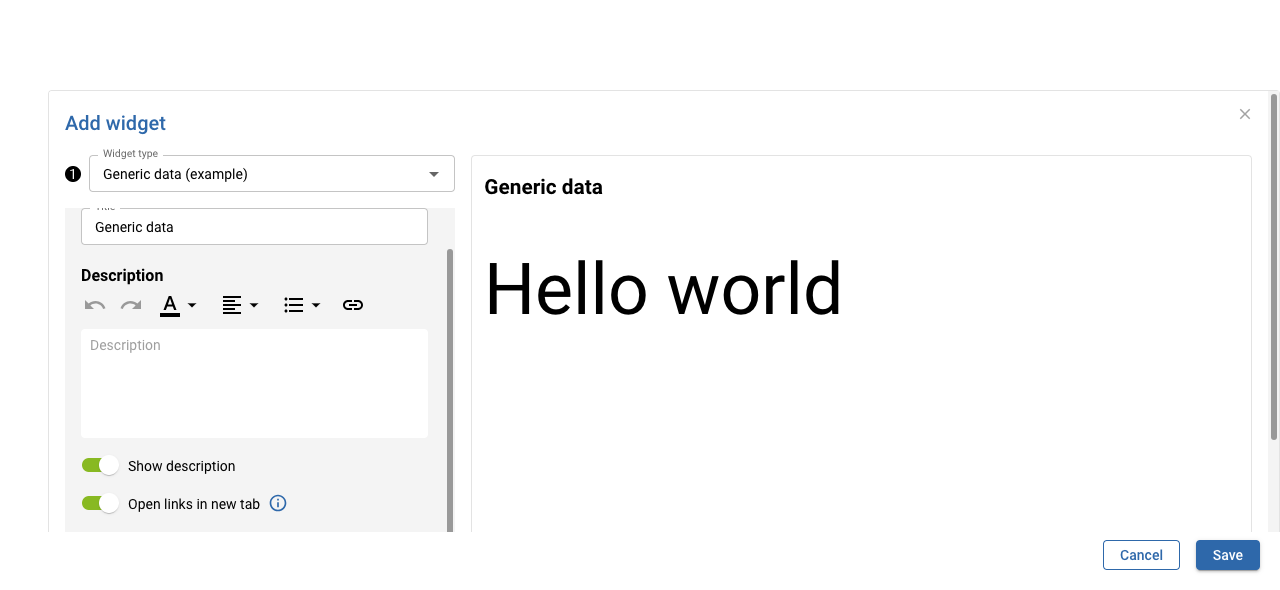 Add widget
Widget type
1 Generic data (example)
Title
Generic data
Description
A
Description
Show description
Open links in new tab
Generic data
Hello world
Cancel
Save